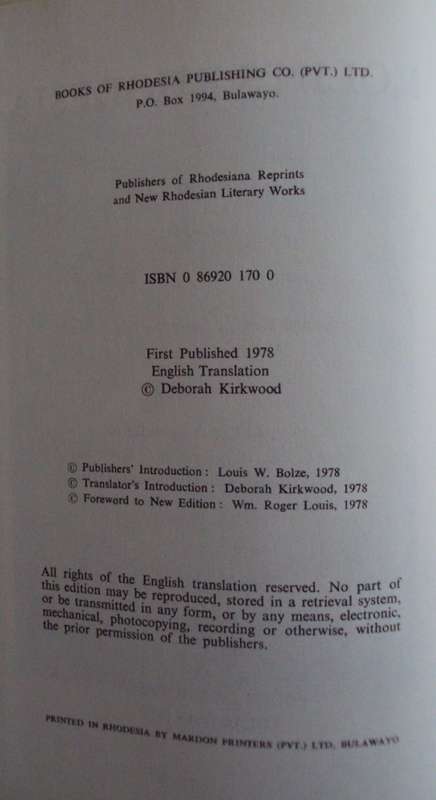 BOOKS OF RHODESIA PUBLISHING CO. (PVT.) LTD.
P.O. Box 1994, Bulawayo.
Publishers of Rhodesiana Reprints
and New Rhodesian Literary Works
ISBN 0 86920 170 0
First Published 1978
English Translation
© Deborah Kirkwood
© Publishers' Introduction : Louis W. Bolze, 1978
© Translator's Introduction : Deborah Kirkwood, 1978
© Foreword to New Edition : Wm. Roger Louis, 1978
All rights of the English translation reserved. No part of
this edition may be reproduced, stored in a retrieval system,
or be transmitted in any form, or by any means, electronic,
mechanical, photocopying, recording or otherwise, without
the prior permission of the publishers.
PRINTED IN RHODESIA BY MARDON PRINTERS (PVT.) LTD, BULAWAYO